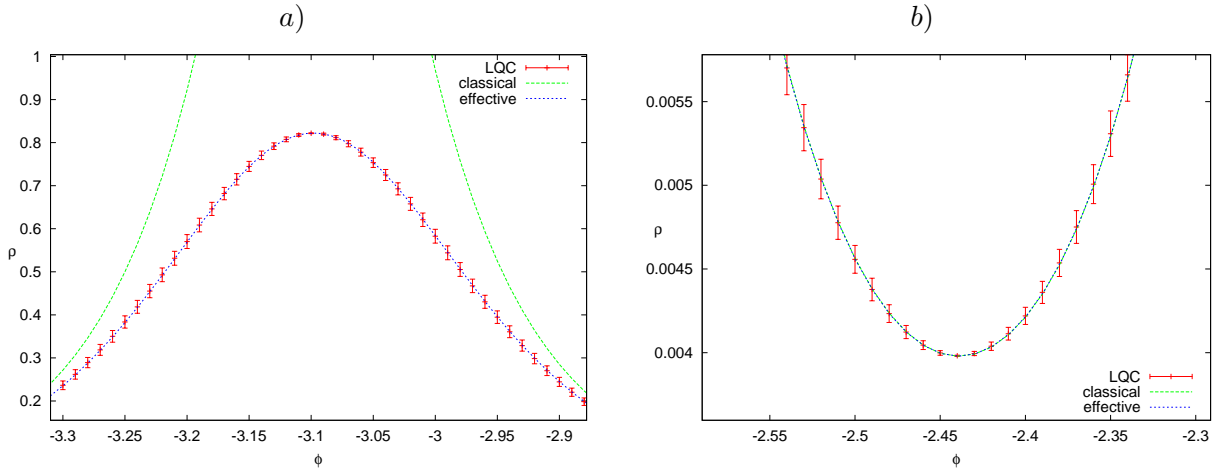 a)
b)
1
0.9
0.8
0.7
0.6
ρ
0.5
0.4
0.3
0.2
LQC
classical
effective
-3.3
-3.25
-3.2
-3.15
-3.1
-3.05
-3
-2.95
-2.9
ϕ
0.0055
0.005
ρ
0.0045
0.004
LQC
classical
effective
-2.55
-2.5
-2.45
-2.4
-2.35
-2.3
ϕ